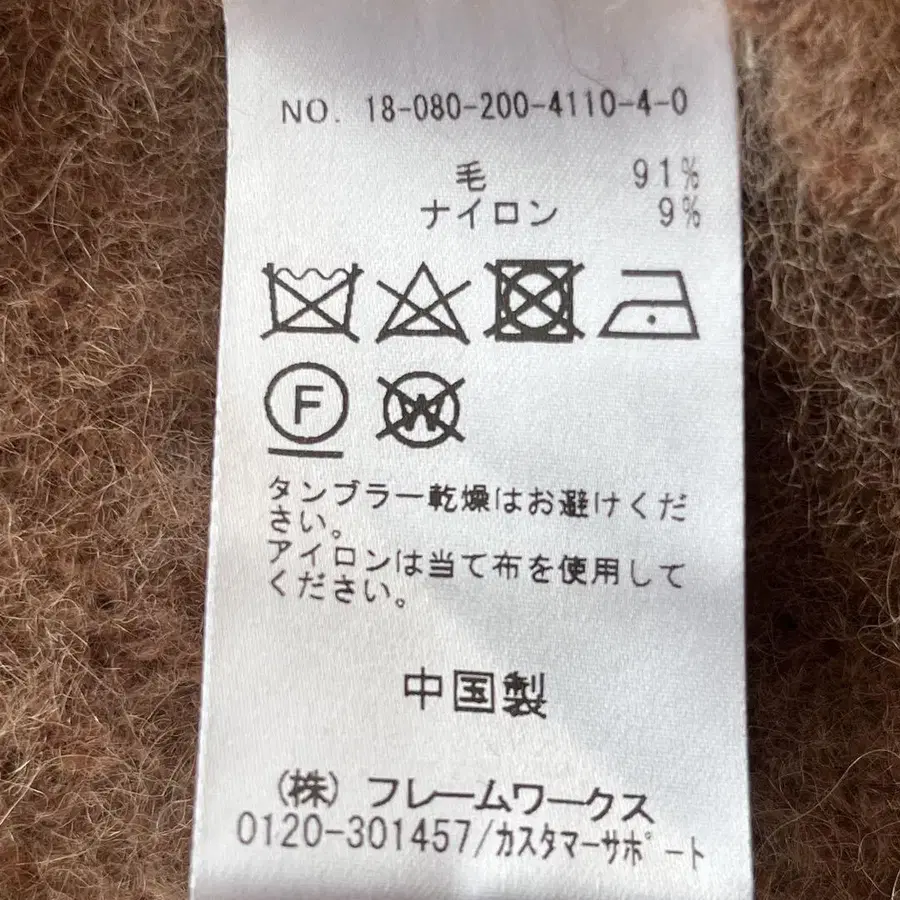 NO. 18-080-200-4110-4-0
毛 91%
ナイロン 9%
F
W
タンブラー乾燥はお避けくだ
さい。
アイロンは当て布を使用して
ください。
中国製
(株) フレームワークス
0120-301457/カスタマーサポート